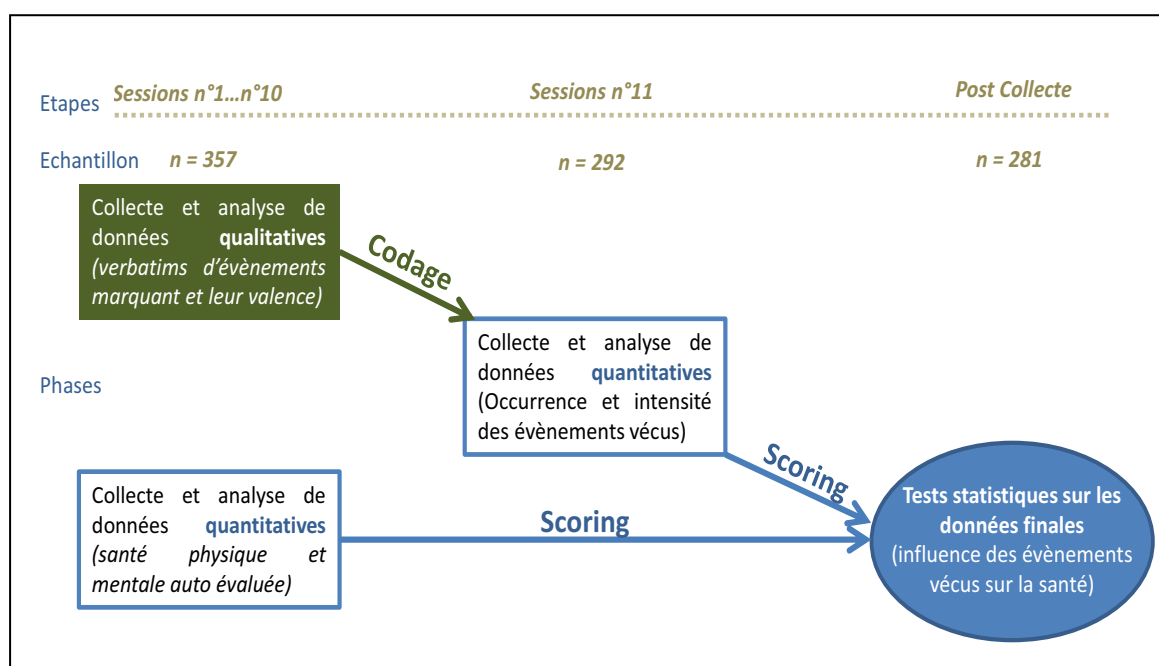 Etapes Sessions n°1...n°10 Sessions n°11 Post Collecte
Echantillon n = 357 n = 292 n = 281
Collecte et analyse de
données qualitatives
(verbatims d'évènements
marquant et leur valence)
Codage
Phases
Collecte et analyse de
données quantitatives
(Occurrence et intensité
des évènements vécus)
Scoring
Collecte et analyse de
données quantitatives
(santé physique et
mentale auto évaluée)
Scoring
Tests statistiques sur les
données finales
(influence des évènements
vécus sur la santé)